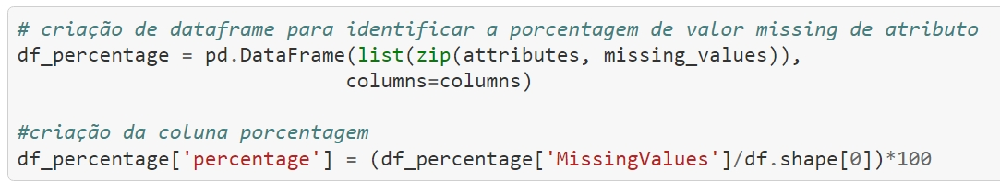 # criação de dataframe para identificar a porcentagem de valor missing de atributo
df_percentage = pd.DataFrame(list(zip(attributes, missing_values)),
columns=columns)
#criação da coluna porcentagem
df_percentage['percentage'] = (df_percentage['MissingValues']/df.shape[0])*100